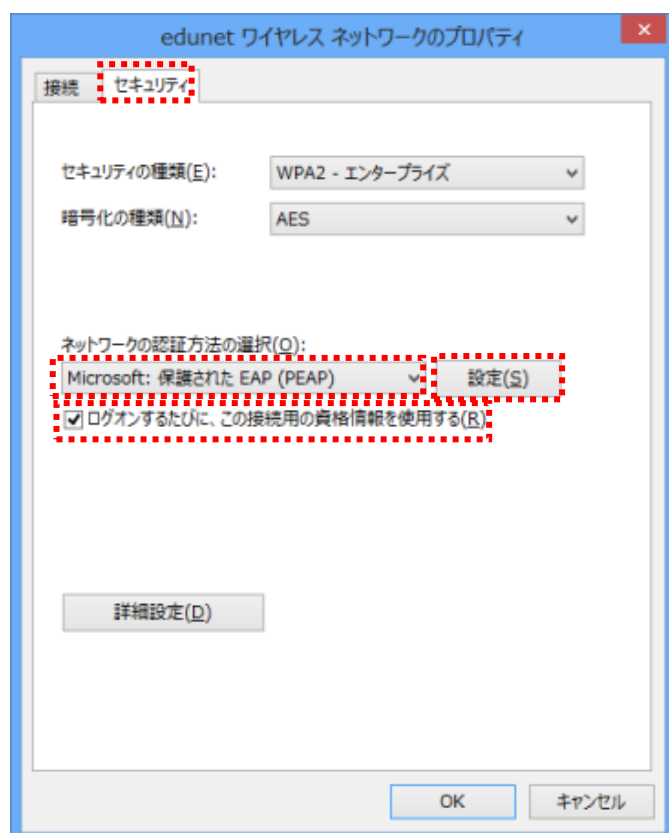 edunet ワイヤレス ネットワークのプロパティ
接続 セキュリティ
セキュリティの種類(E): WPA2 - エンタープライズ
暗号化の種類(N): AES
ネットワークの認証方法の選択(O):
Microsoft: 保護された EAP (PEAP) 設定(S)
ログオンするたびに、この接続用の資格情報を使用する(R)
詳細設定(D)
OK キャンセル